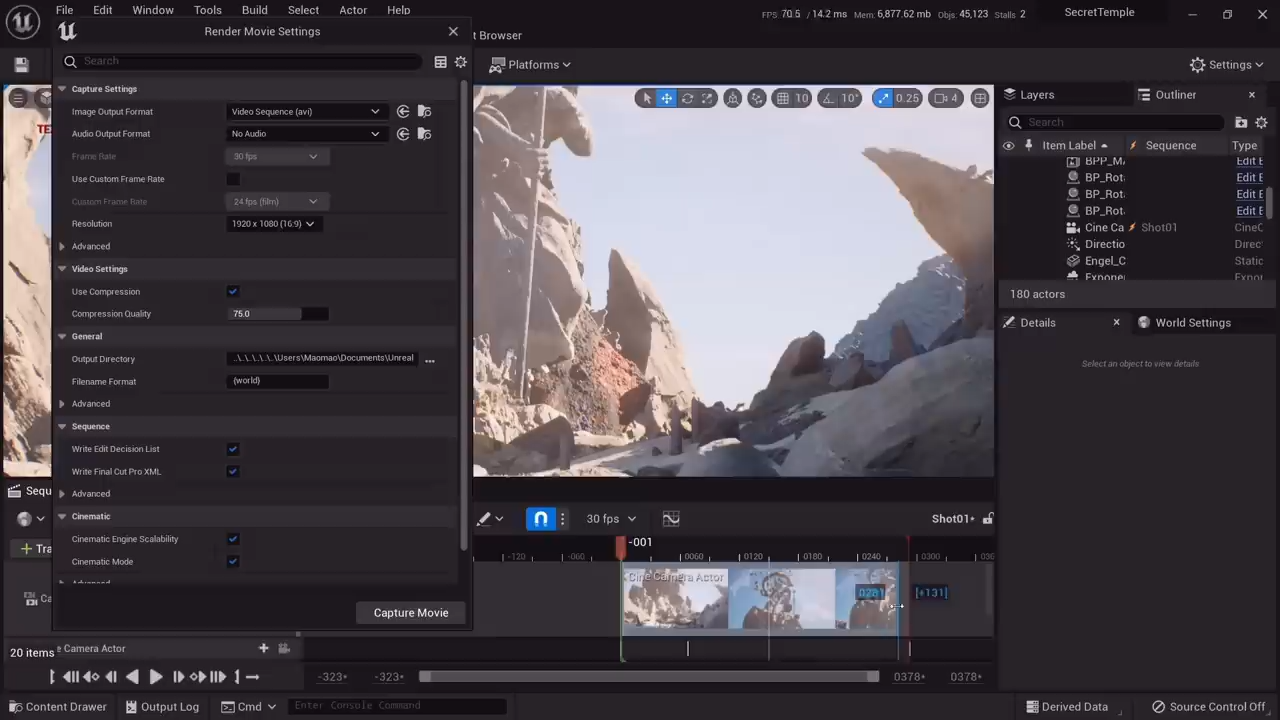 File Edit Window Tools Build Select Actor Help
FPS: 70.5 / 14.2 ms Mem: 6,877.62 mb Objs: 45,123 Stalls: 2
SecretTemple
Render Movie Settings
t Browser
Search
Platforms
Settings
Capture Settings
Image Output Format Video Sequence (avi)
Audio Output Format No Audio
Frame Rate 30 fps
Use Custom Frame Rate
Custom Frame Rate 24 fps (film)
Resolution 1920 x 1080 (16:9)
Advanced
Video Settings
Use Compression
Compression Quality 75.0
General
Output Directory ..\..\..\..\..\Users\Maomao\Documents\Unreal ...
Filename Format {world}
Advanced
Sequence
Write Edit Decision List
Write Final Cut Pro XML
Advanced
Cinematic
Cinematic Engine Scalability
Cinematic Mode
Advanced
Capture Movie
TE
10 10° 0.25 4
Layers Outliner
Search
Item Label Sequence Type
BPP_M Edit E
BP_Rot Edit E
BP_Rot Edit E
BP_Rot Edit E
Cine Ca Shot01 CineC
Directio Direc
Engel_C Static
Expone
180 actors
Details World Settings
Select an object to view details
Sequ
30 fps
Shot01*
+ Tra
-120 -060 -001 0060 0120 0180 0240 0300 036
Ca
Cine Camera Actor
0281 [+131]
20 items
e Camera Actor
-323+ -323+ 0378+ 0378+
Content Drawer Output Log Cmd Enter Console Command
Derived Data Source Control Off